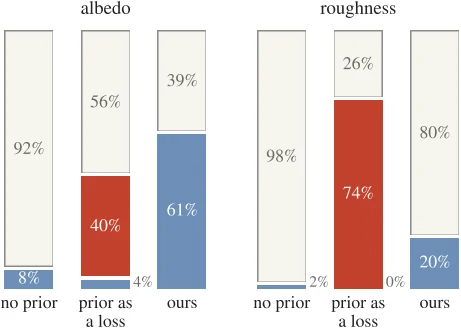 albedo
roughness
92%
8%
56%
40%
4%
39%
61%
98%
2%
26%
74%
0%
80%
20%
no prior
prior as
a loss
ours
no prior
prior as
a loss
ours